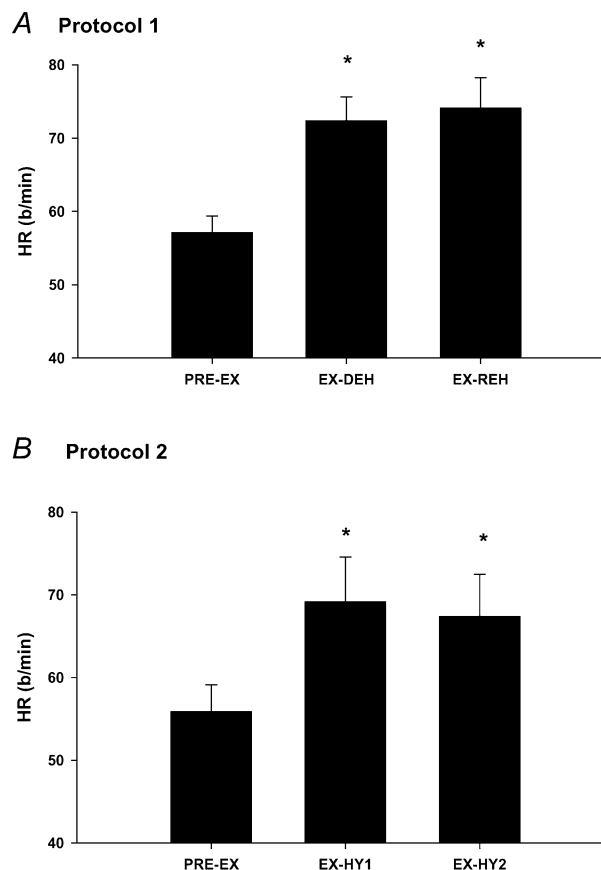 A Protocol 1
80
*
*
70
HR (b/min)
60
50
40
PRE-EX EX-DEH EX-REH
B Protocol 2
80
*
*
70
HR (b/min)
60
50
40
PRE-EX EX-HY1 EX-HY2